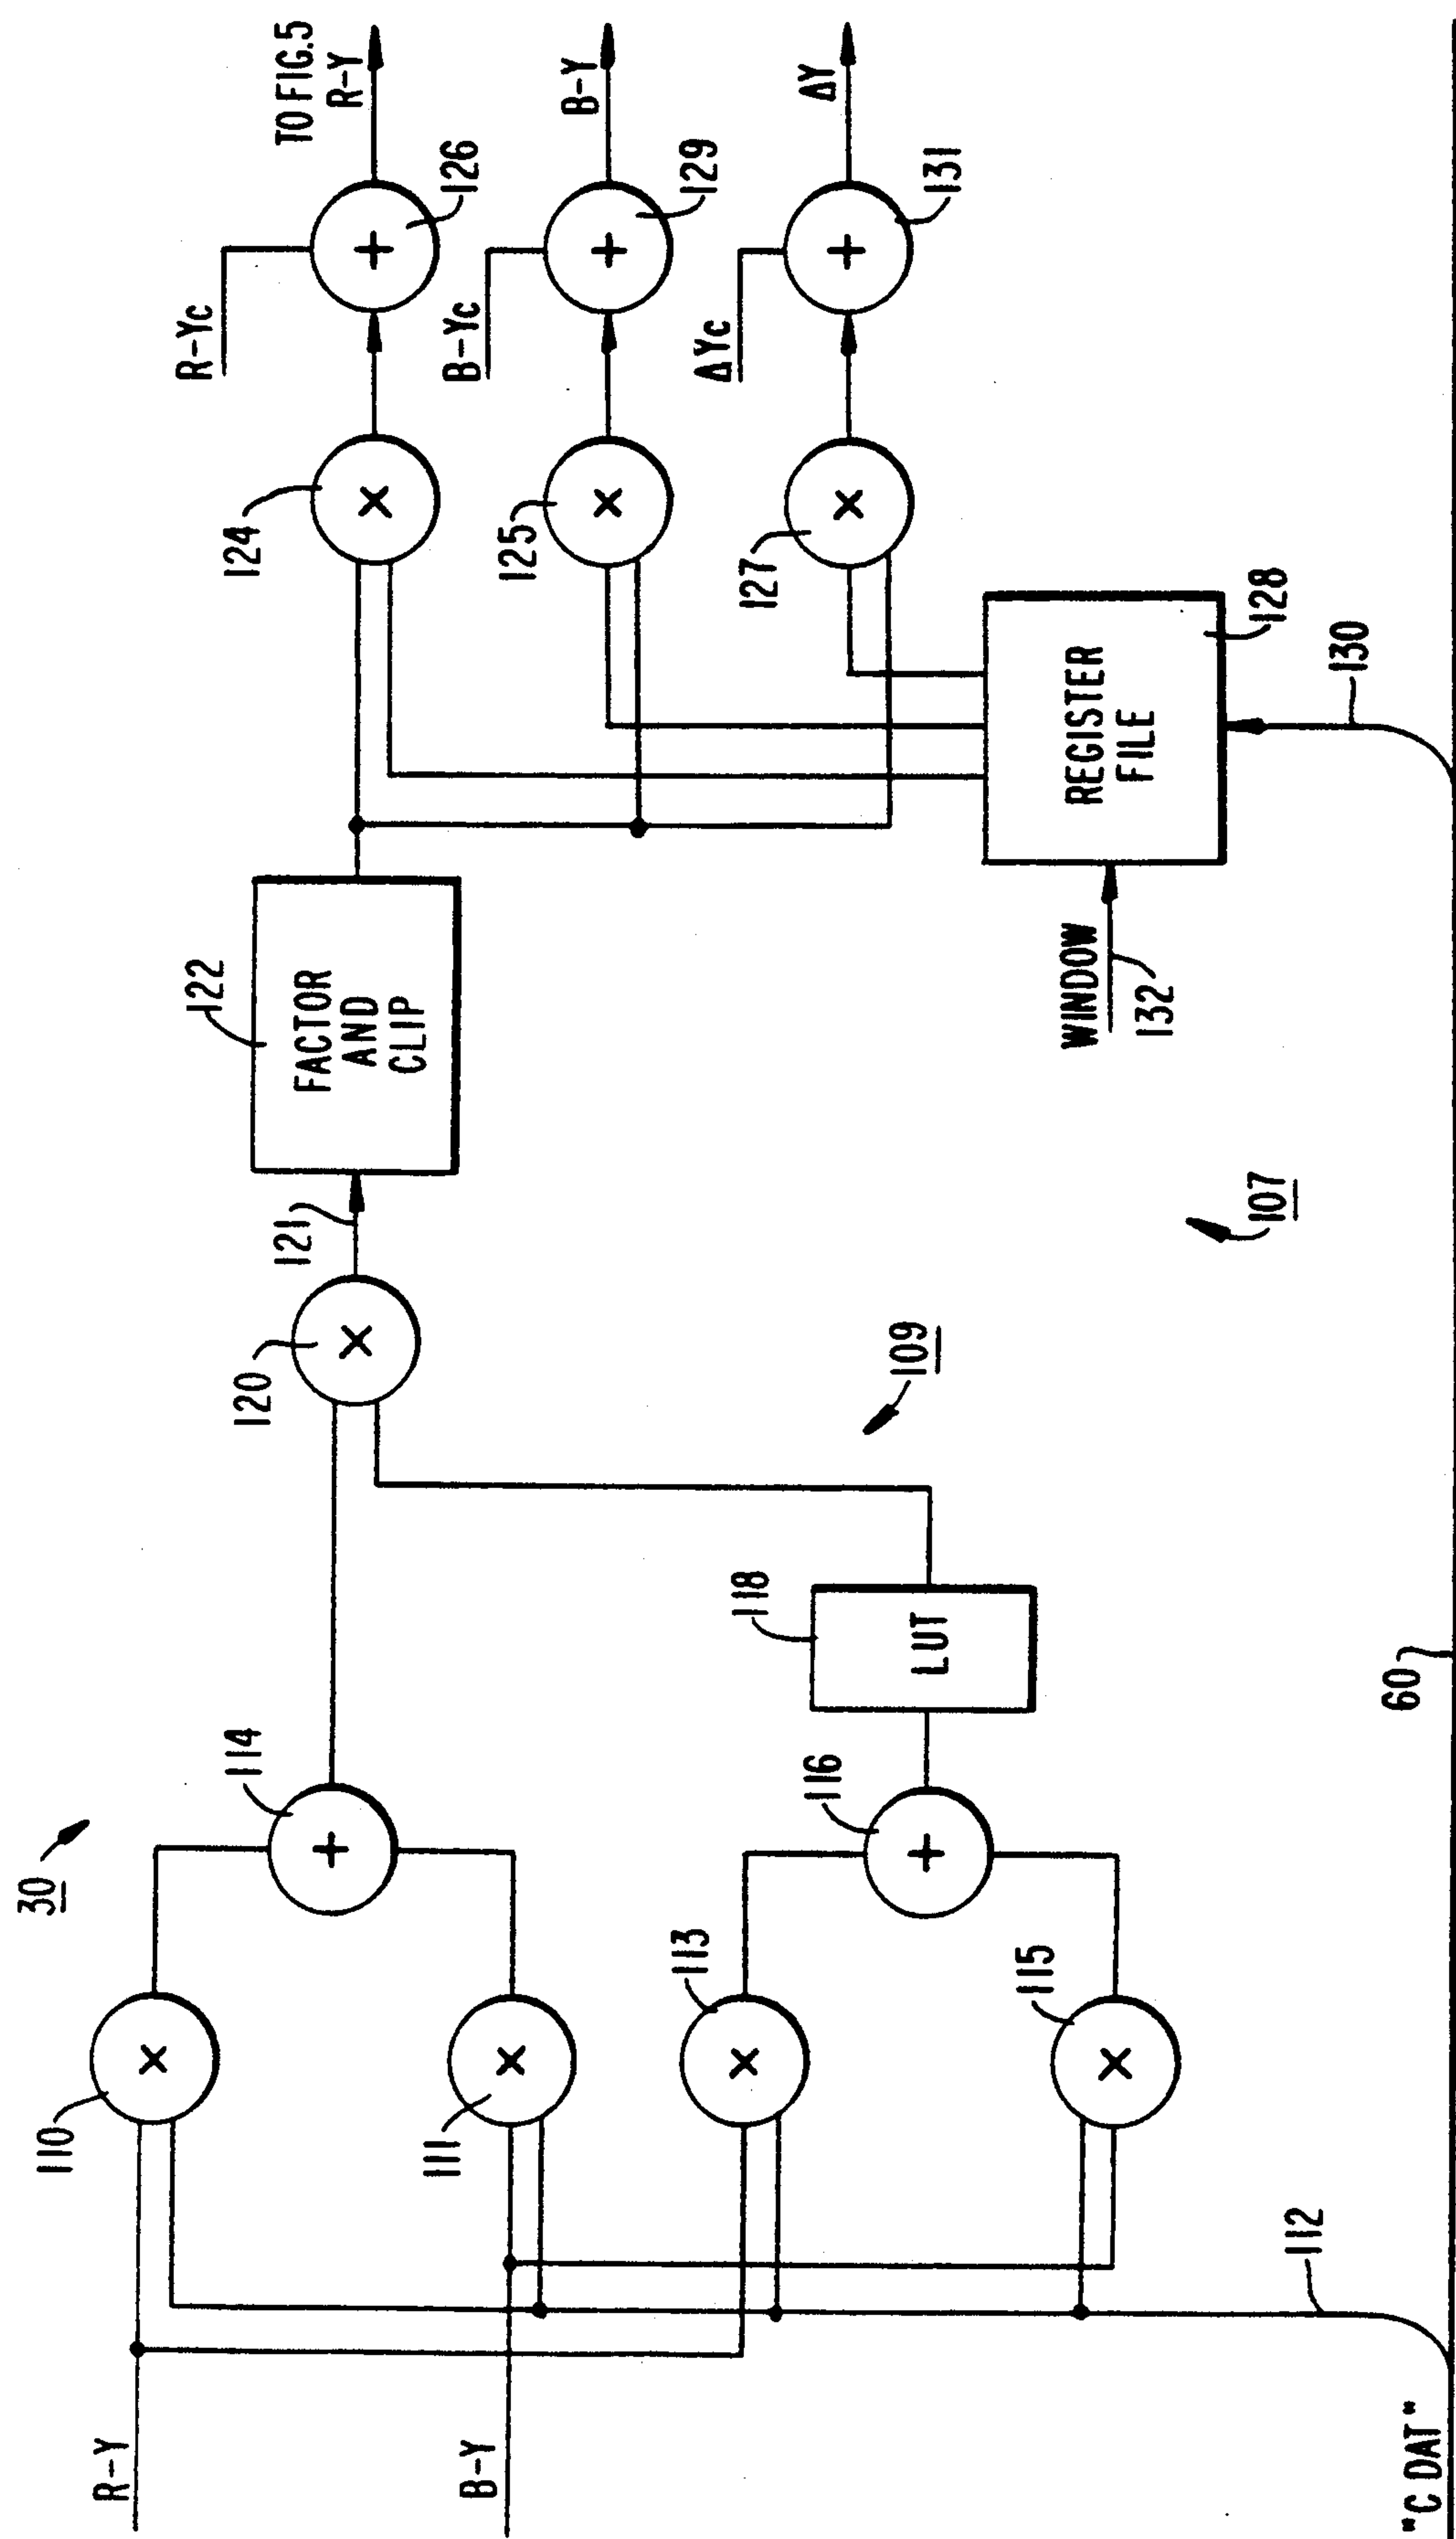 30
110
114
R-Y
111
B-Y
113
116
118
LUT
115
112
"C DAT"
60
109
107
120
121
122
FACTOR
AND
CLIP
WINDOW
132
REGISTER
FILE
128
130
124
125
127
R-Yc
B-Yc
ΔYc
126
129
131
TO FIG.5
R-Y
B-Y
ΔY